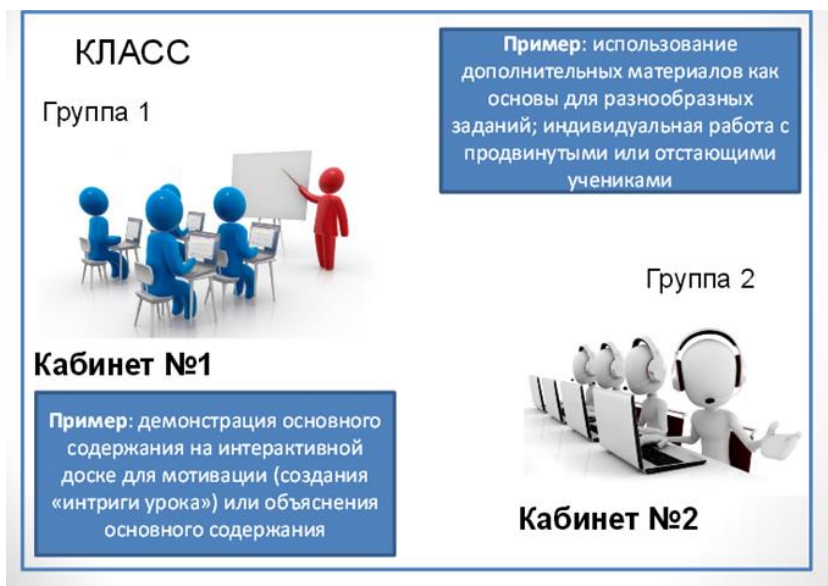 КЛАСС
Группа 1
Кабинет №1
Пример: демонстрация основного
содержания на интерактивной
доске для мотивации (создания
«интриги урока») или объяснения
основного содержания
Пример: использование
дополнительных материалов как
основы для разнообразных
заданий; индивидуальная работа с
продвинутыми или отстающими
учениками
Группа 2
Кабинет №2